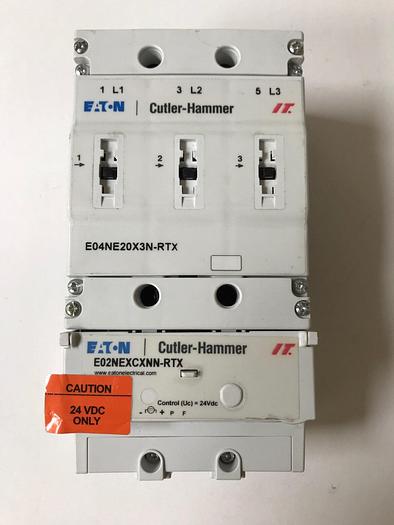 1 L1 3 L2 5 L3
EATON Cutler-Hammer IT.
1 2 3
E04NE20X3N-RTX
EATON Cutler-Hammer IT.
E02NEXCXNN-RTX
www.eatonelectrical.com
Control (Uc) = 24Vdc
- + P F
CAUTION
24 VDC
ONLY